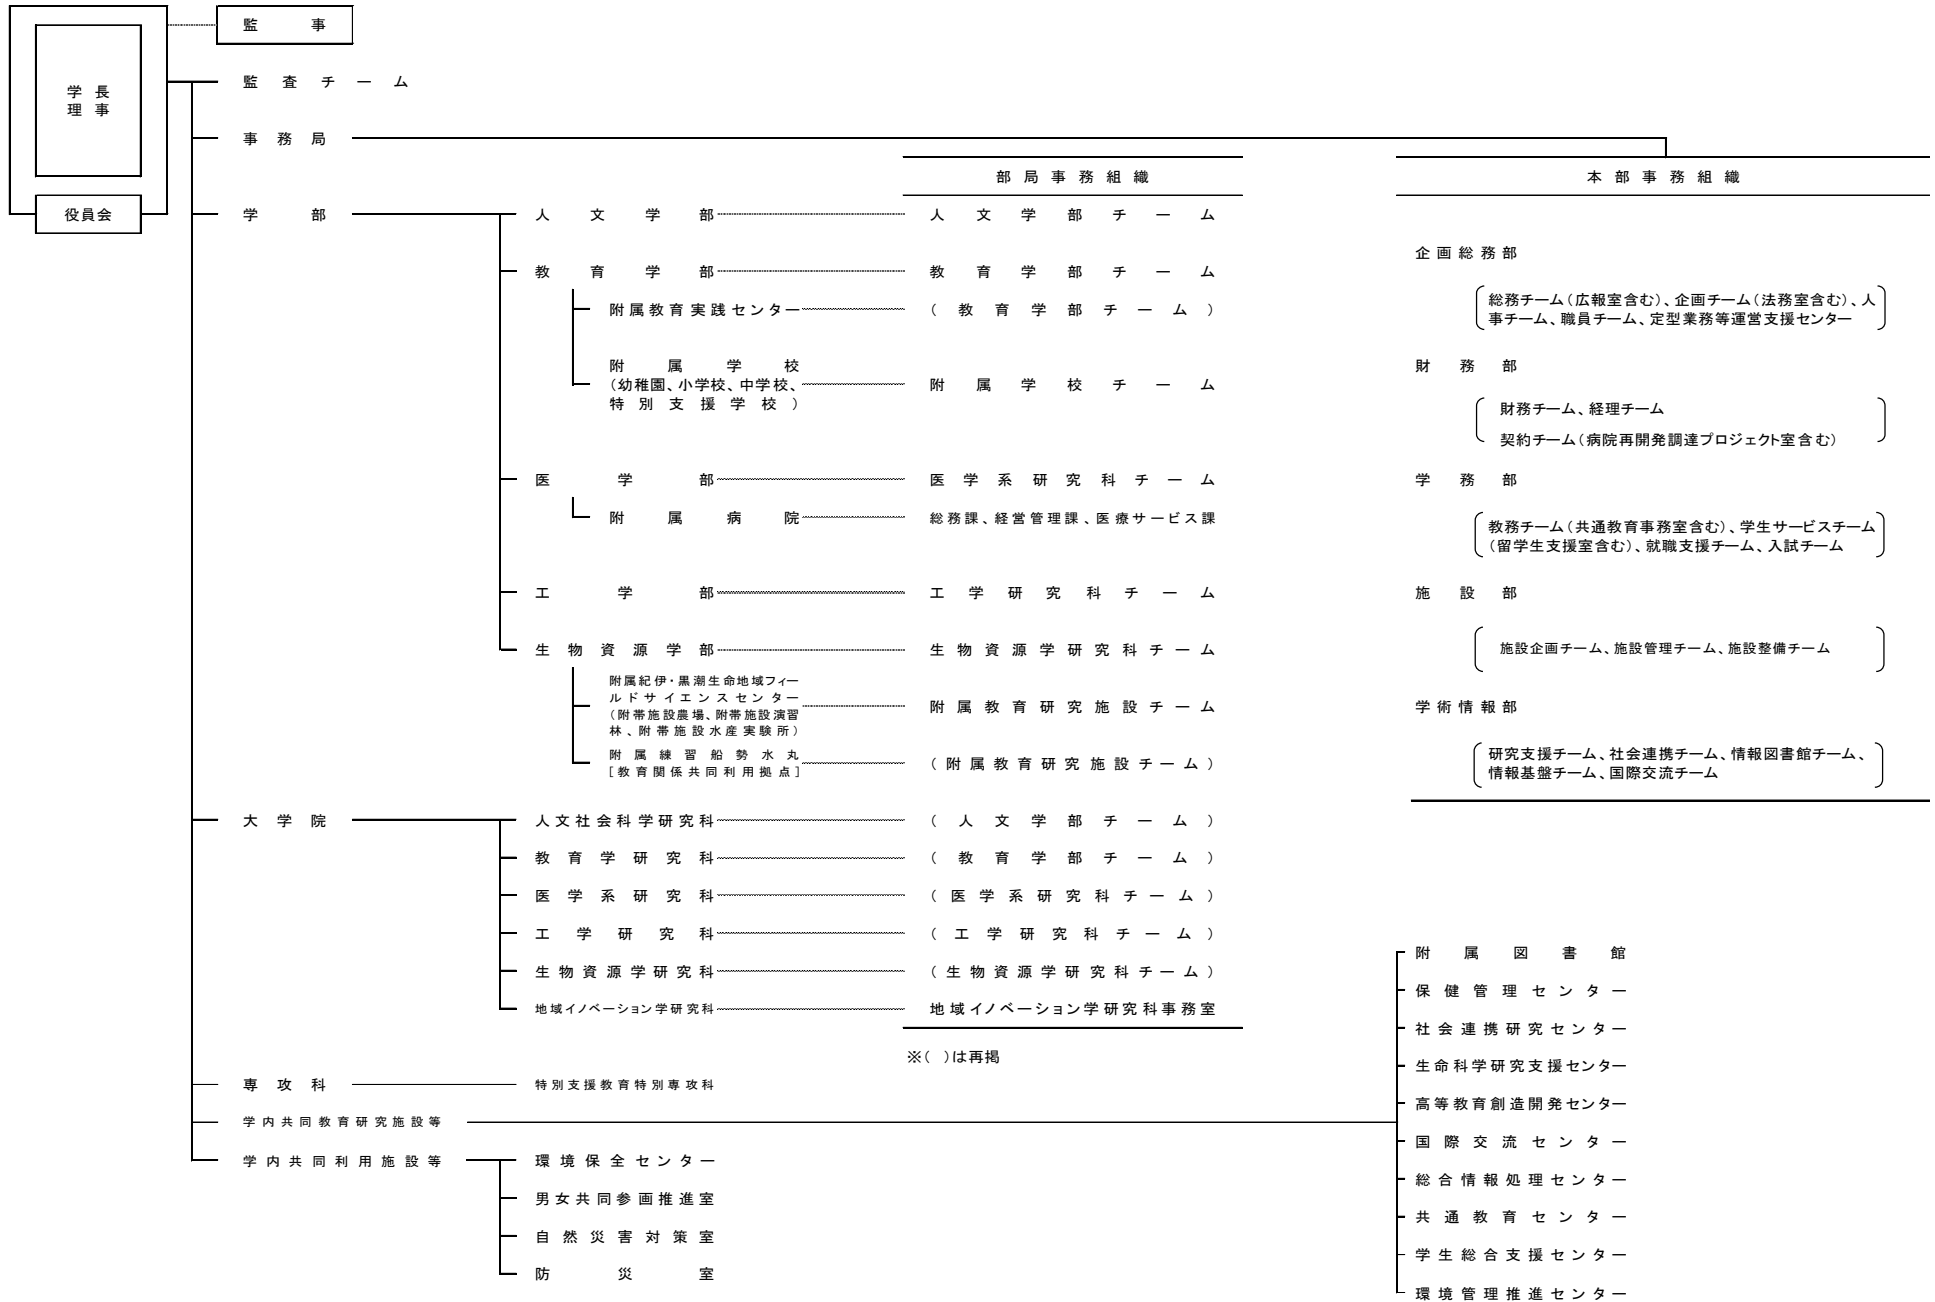 監事
学長
理事
監査チーム
事務局
部局事務組織
本部事務組織
役員会
学部
人文学部
人文学部チーム
企画総務部
教育学部
教育学部チーム
総務チーム(広報室含む)、企画チーム(法務室含む)、人
事チーム、職員チーム、定型業務等運営支援センター
附属教育実践センター
(教育学部チーム)
附属学校
(幼稚園、小学校、中学校、
特別支援学校)
附属学校チーム
財務部
財務チーム、経理チーム
契約チーム(病院再開発調達プロジェクト室含む)
医学部
医学系研究科チーム
学務部
附属病院
総務課、経営管理課、医療サービス課
教務チーム(共通教育事務室含む)、学生サービスチーム
(留学生支援室含む)、就職支援チーム、入試チーム
工学部
工学研究科チーム
施設部
生物資源学部
生物資源学研究科チーム
施設企画チーム、施設管理チーム、施設整備チーム
附属紀伊・黒潮生命地域フィー
ルドサイエンスセンター
(附帯施設農場、附帯施設演習
林、附帯施設水産実験所)
附属教育研究施設チーム
学術情報部
附属練習船勢水丸
[教育関係共同利用拠点]
(附属教育研究施設チーム)
研究支援チーム、社会連携チーム、情報図書館チーム、
情報基盤チーム、国際交流チーム
大学院
人文社会科学研究科
(人文学部チーム)
教育学研究科
(教育学部チーム)
医学系研究科
(医学系研究科チーム)
工学研究科
(工学研究科チーム)
生物資源学研究科
(生物資源学研究科チーム)
地域イノベーション学研究科
地域イノベーション学研究科事務室
※( )は再掲
専攻科
特別支援教育特別専攻科
学内共同教育研究施設等
附属図書館
保健管理センター
社会連携研究センター
生命科学研究支援センター
高等教育創造開発センター
国際交流センター
総合情報処理センター
共通教育センター
学生総合支援センター
環境管理推進センター
学内共同利用施設等
環境保全センター
男女共同参画推進室
自然災害対策室
防災室